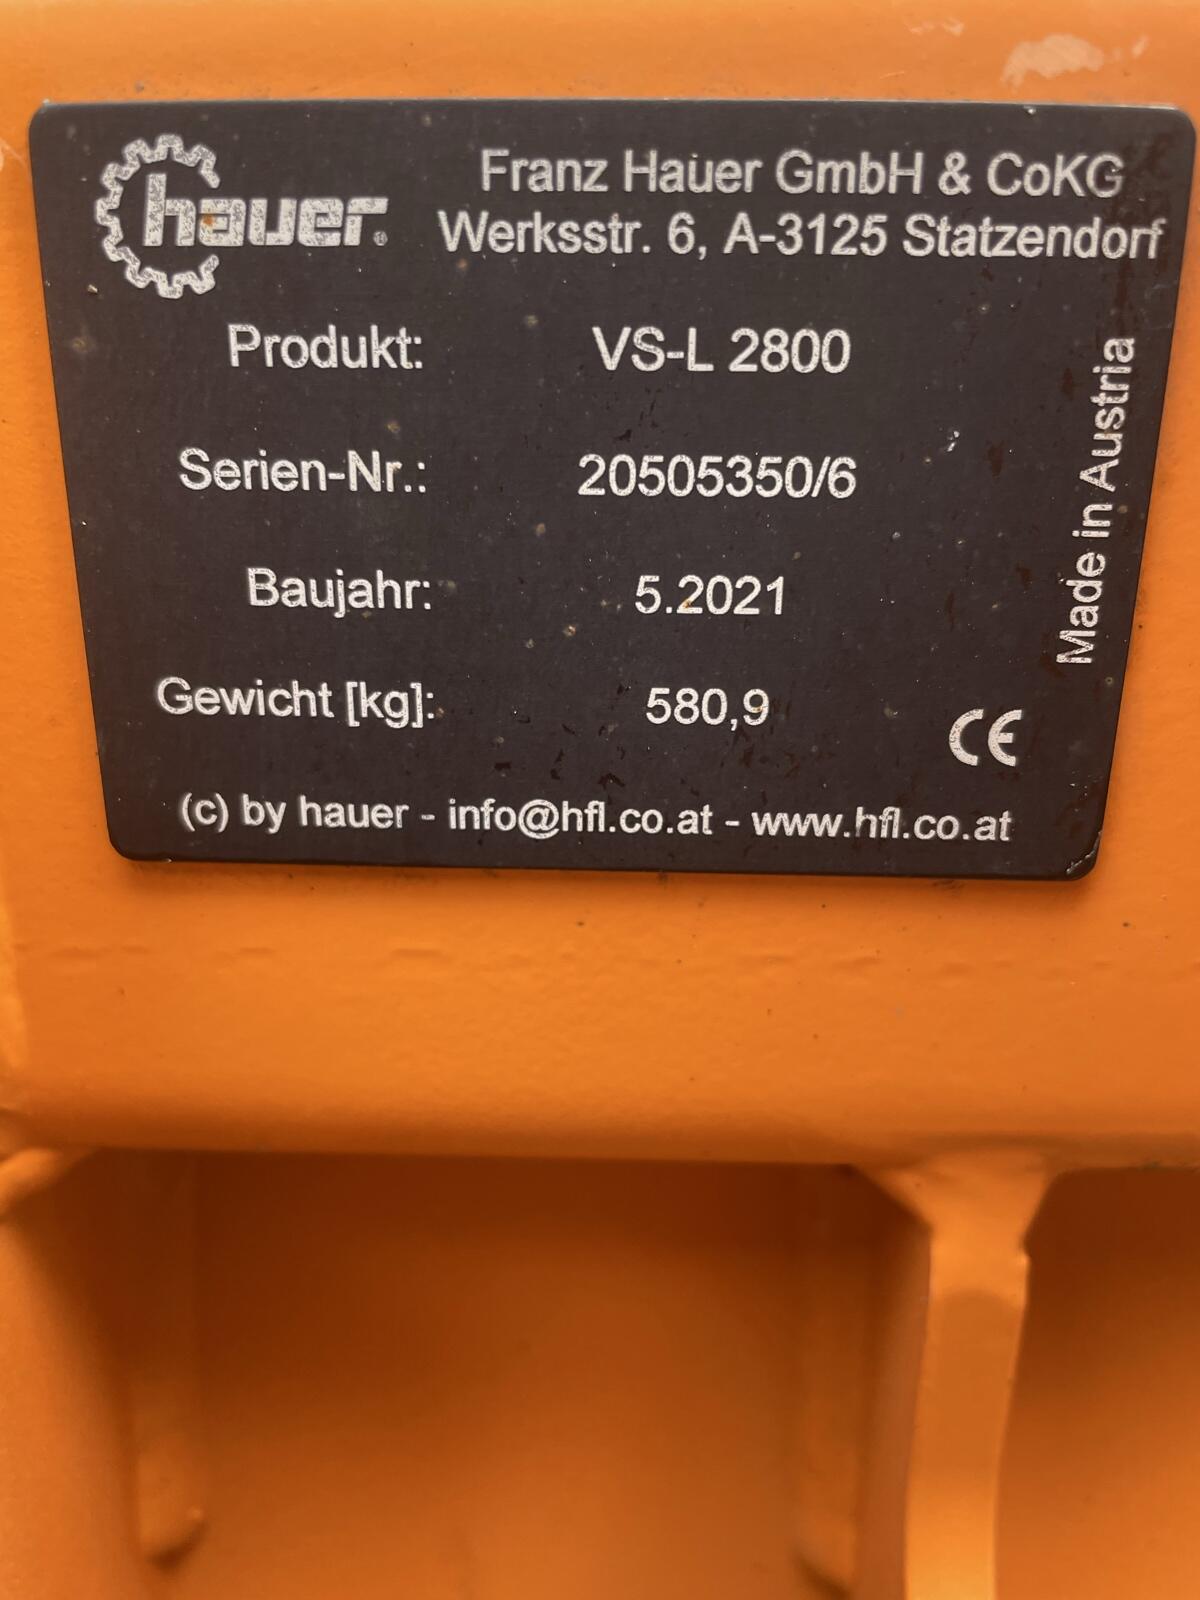 hauer®
Franz Hauer GmbH & CoKG
Werksstr. 6, A-3125 Statzendorf
Produkt: VS-L 2800
Serien-Nr.: 20505350/6
Baujahr: 5.2021
Gewicht [kg]: 580,9
Made in Austria
CE
(c) by hauer - info@hfl.co.at - www.hfl.co.at